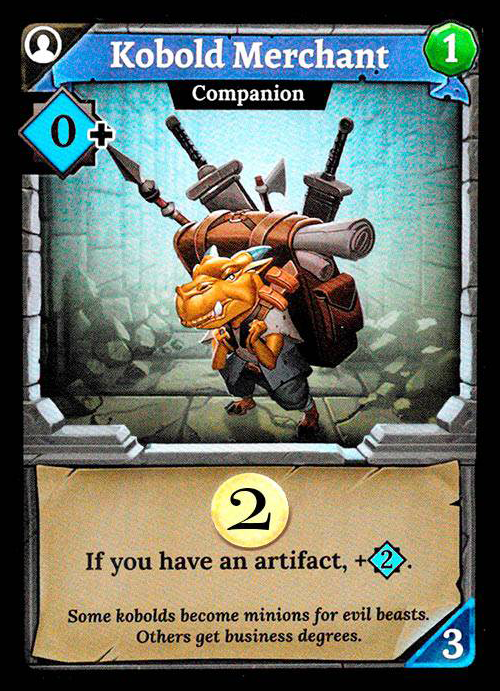 Kobold Merchant
1
Companion
0+
2
If you have an artifact, +2.
Some kobolds become minions for evil beasts.
Others get business degrees.
3